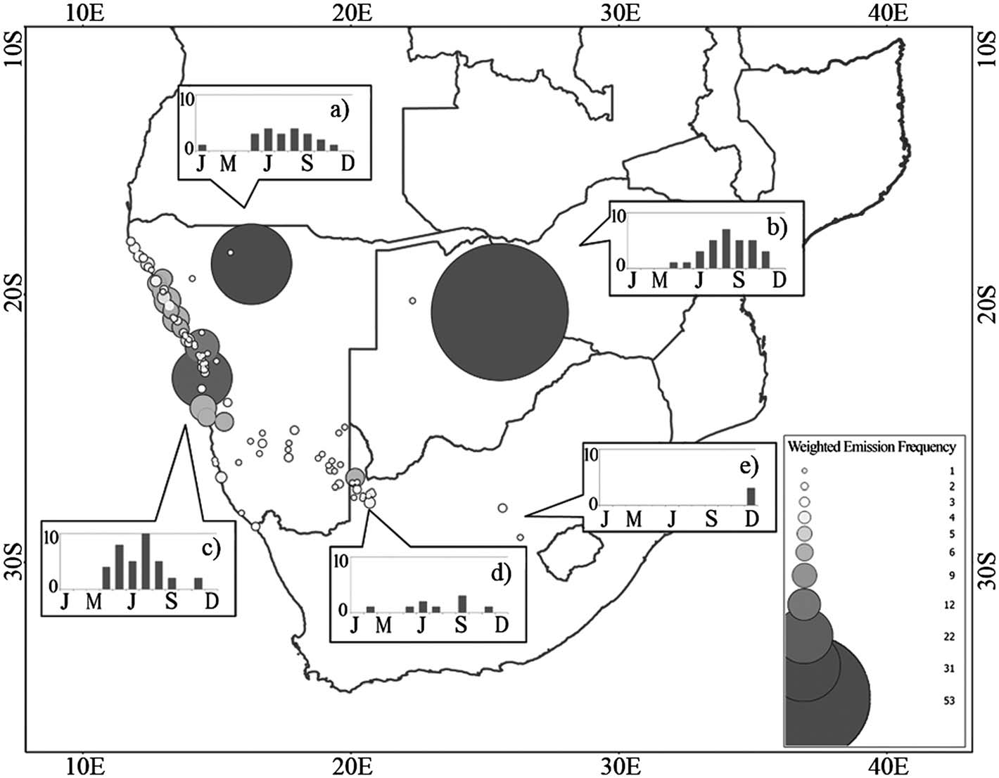 10E 20E 30E 40E
10S 10S
10
a)
0
J M J S D
10
b)
0
J M J S D
20S 20S
Weighted Emission Frequency
1
2
3
4
5
6
9
12
22
31
53
10
e)
0
J M J S D
10
c)
0
J M J S D
10
d)
0
J M J S D
30S 30S
10E 20E 30E 40E